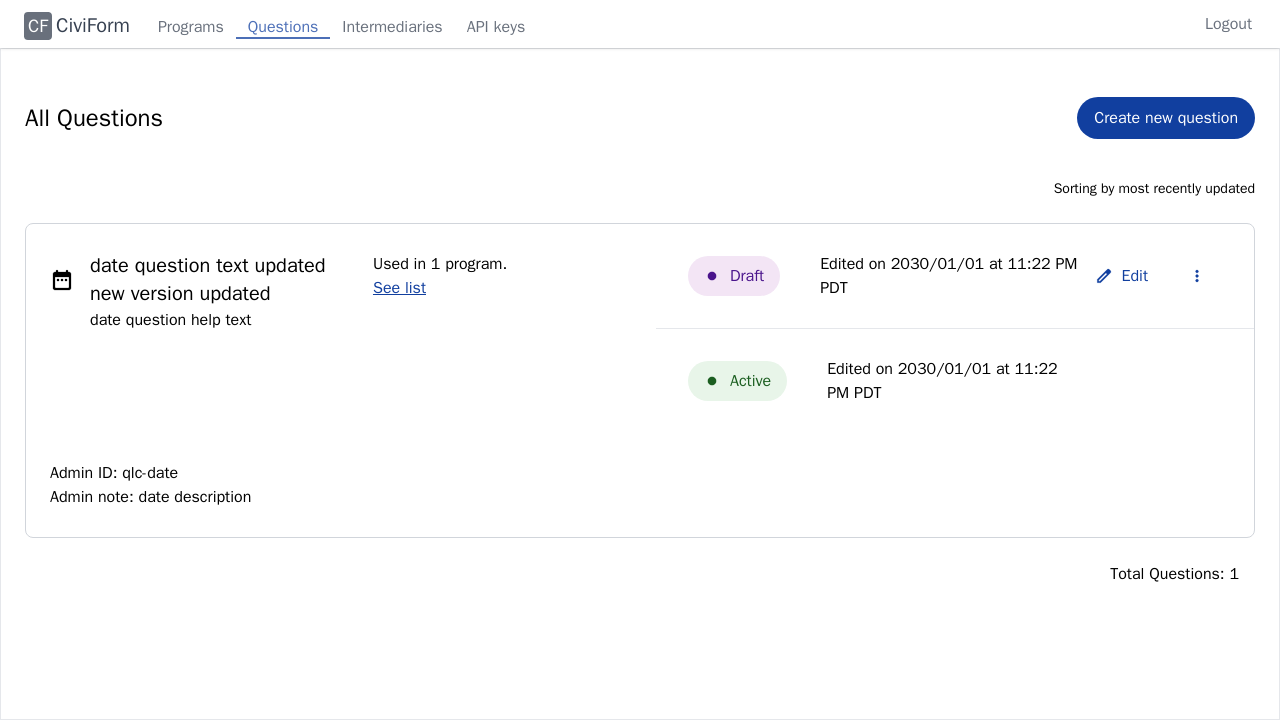 CF CiviForm Programs Questions Intermediaries API keys Logout
All Questions
Create new question
Sorting by most recently updated
date question text updated
new version updated
date question help text
Used in 1 program.
See list
Draft
Edited on 2030/01/01 at 11:22 PM
PDT
Edit
Active
Edited on 2030/01/01 at 11:22
PM PDT
Admin ID: qlc-date
Admin note: date description
Total Questions: 1